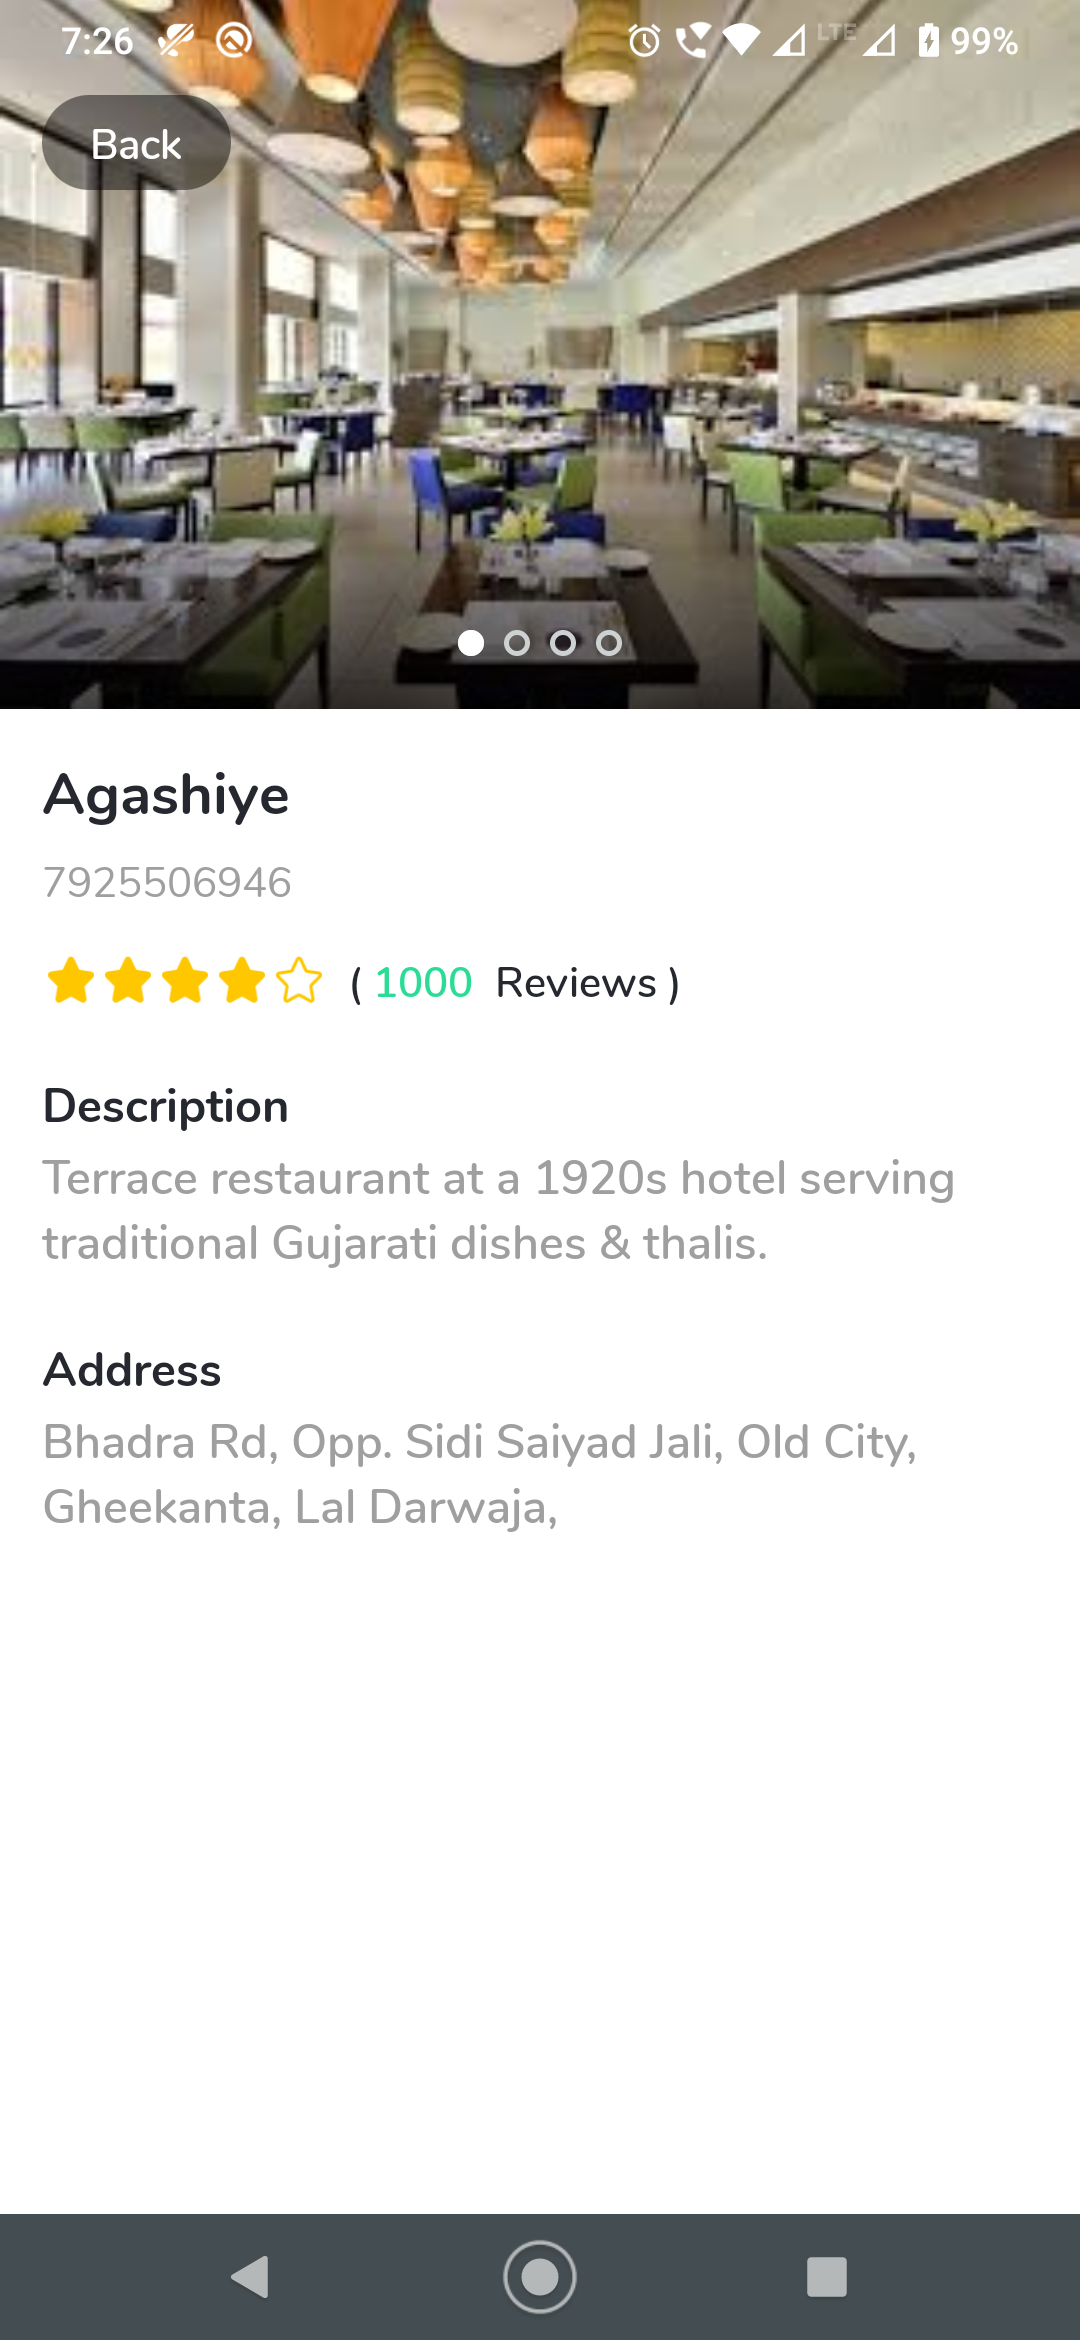 7:26 LTE 99%
Back
Agashiye
7925506946
( 1000 Reviews )
Description
Terrace restaurant at a 1920s hotel serving
traditional Gujarati dishes & thalis.
Address
Bhadra Rd, Opp. Sidi Saiyad Jali, Old City,
Gheekanta, Lal Darwaja,